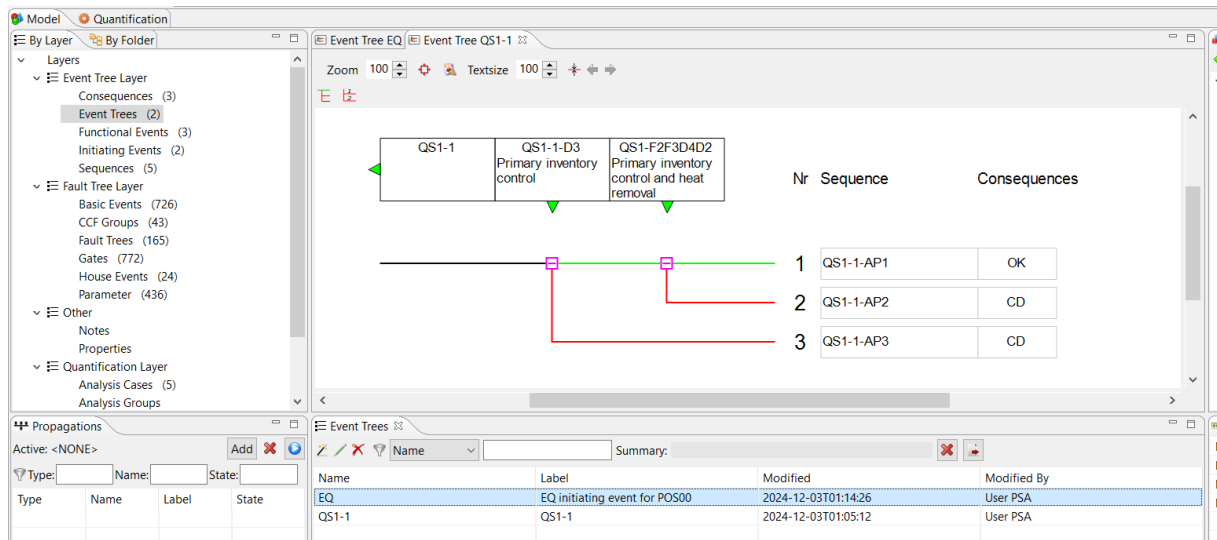 Model Quantification
By Layer By Folder
Layers
Event Tree Layer
Consequences (3)
Event Trees (2)
Functional Events (3)
Initiating Events (2)
Sequences (5)
Fault Tree Layer
Basic Events (726)
CCF Groups (43)
Fault Trees (165)
Gates (772)
House Events (24)
Parameter (436)
Other
Notes
Properties
Quantification Layer
Analysis Cases (5)
Analysis Groups
Event Tree EQ Event Tree QS1-1
Zoom 100 Textsize 100
QS1-1 QS1-1-D3 QS1-F2F3D4D2
Primary inventory Primary inventory
control control and heat
removal
Nr Sequence Consequences
1 QS1-1-AP1 OK
2 QS1-1-AP2 CD
3 QS1-1-AP3 CD
Propagations
Active: <NONE> Add
Type: Name: State:
Type Name Label State
Event Trees
Name Summary:
Name Label Modified Modified By
EQ EQ initiating event for POS00 2024-12-03T01:14:26 User PSA
QS1-1 QS1-1 2024-12-03T01:05:12 User PSA